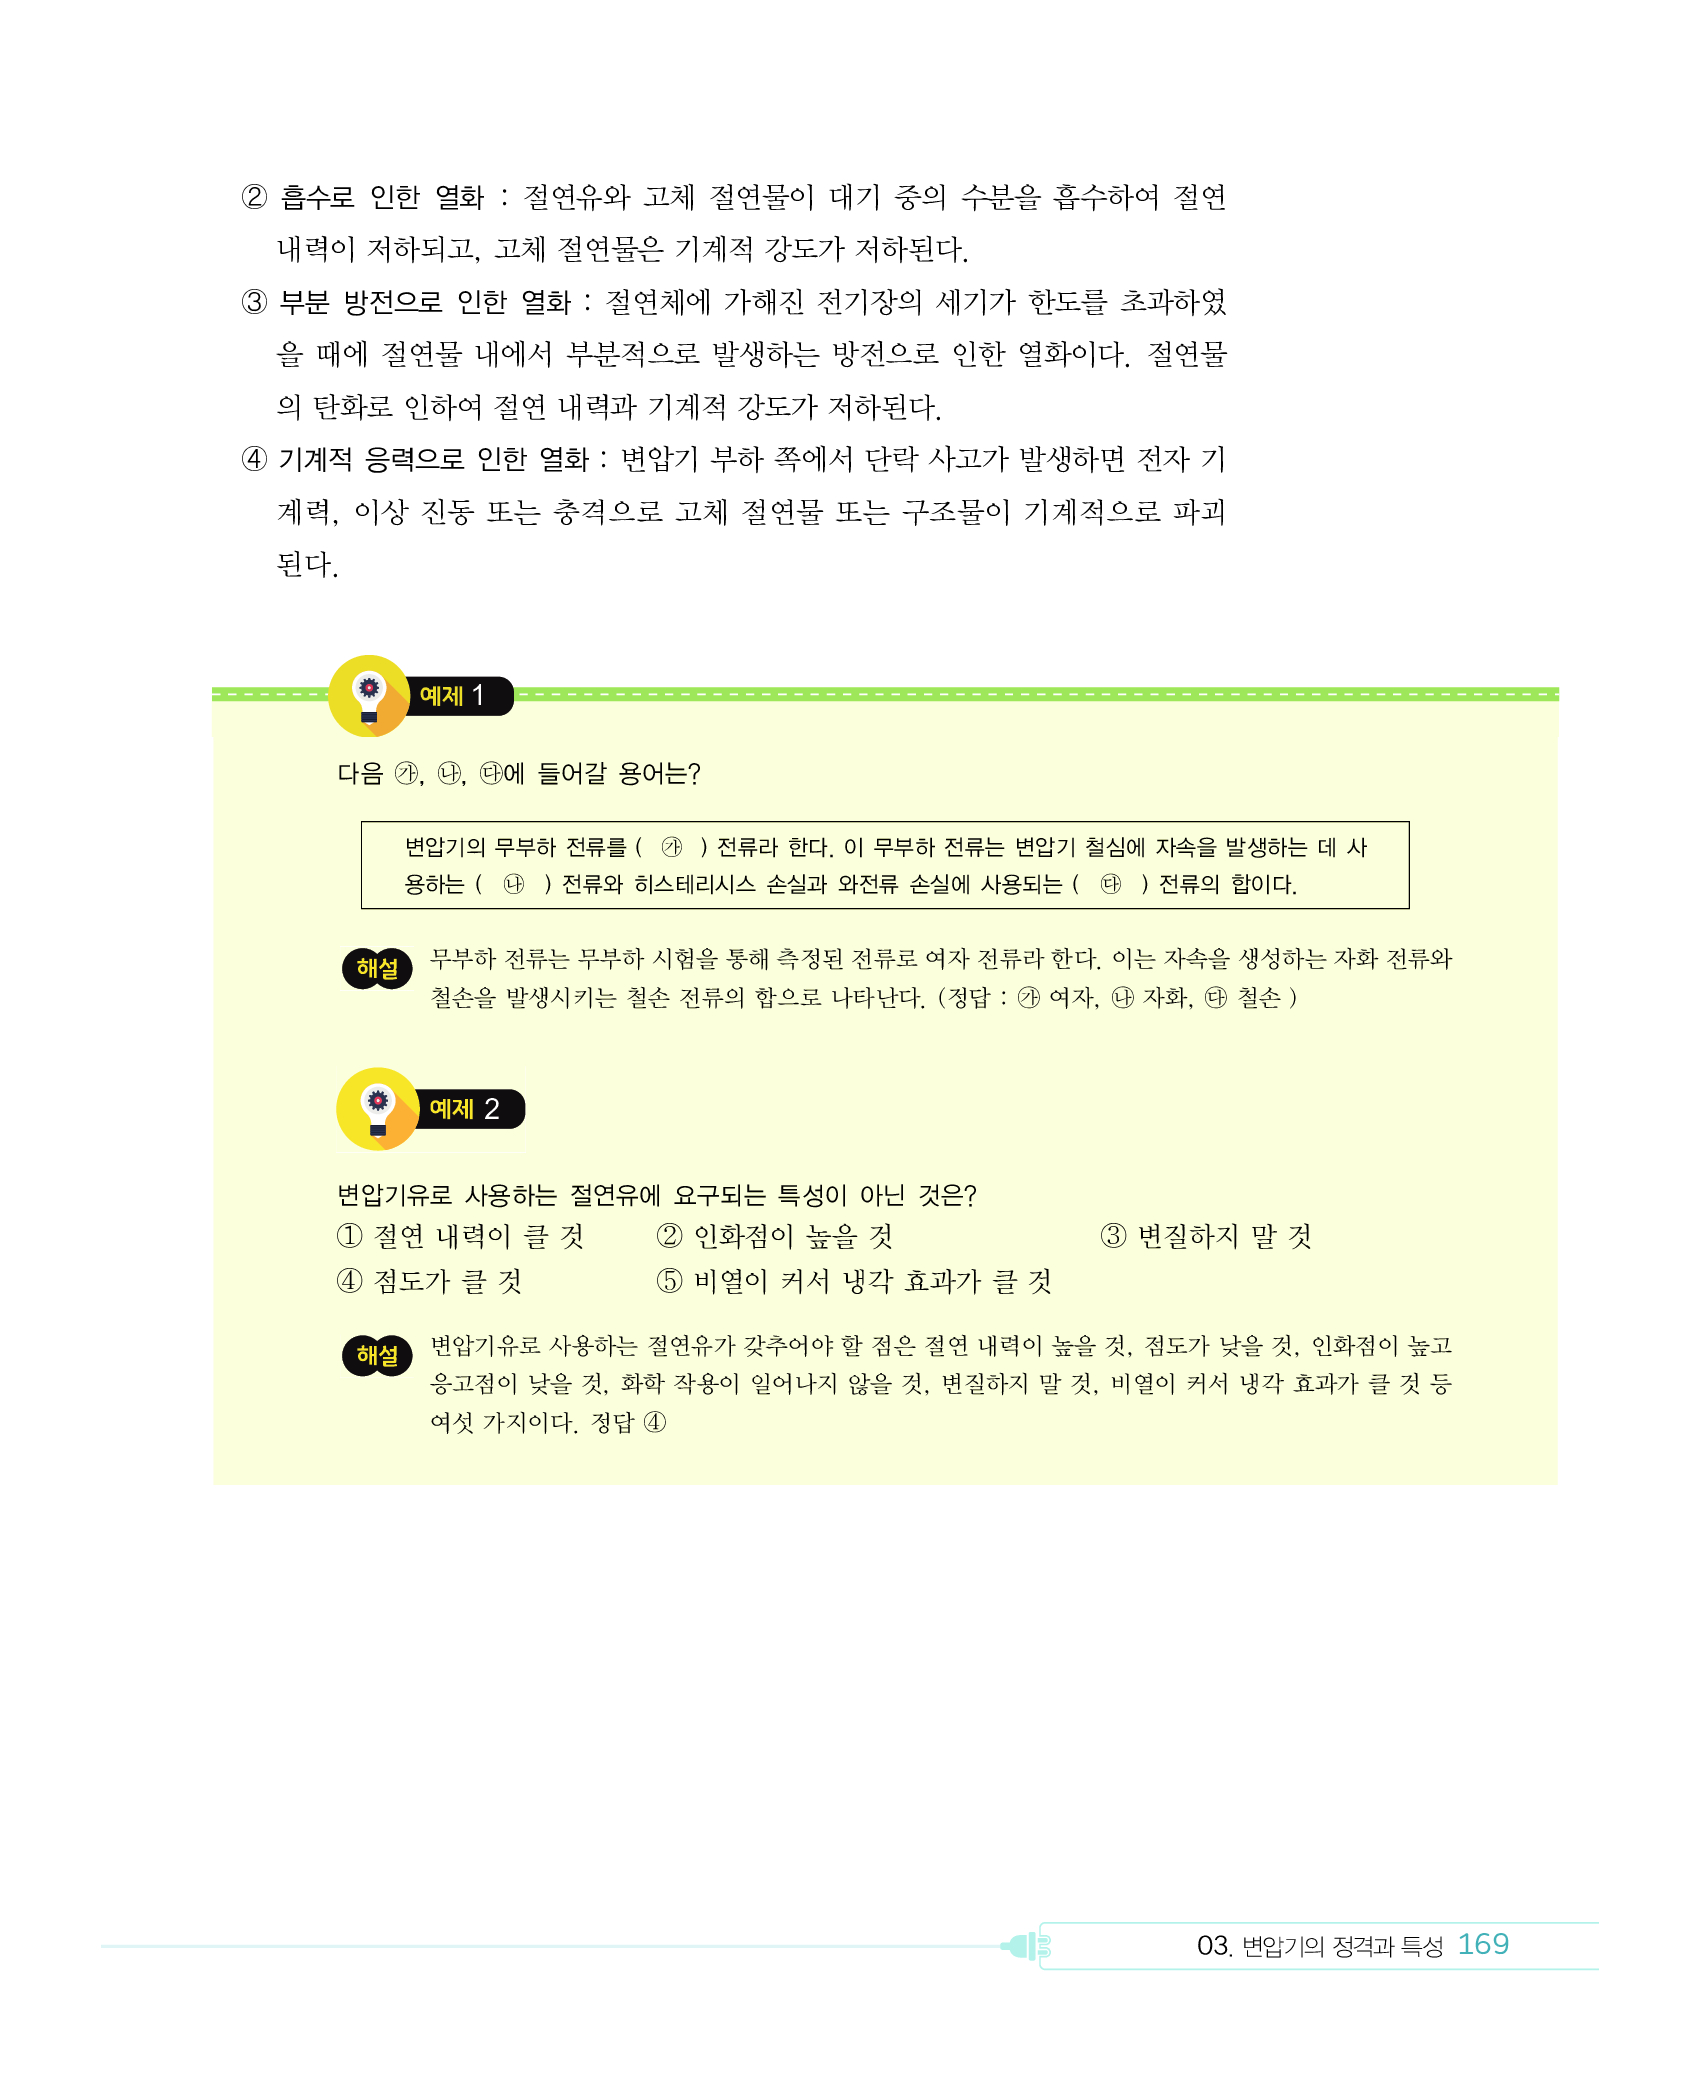 ② 흡수로 인한 열화 : 절연유와 고체 절연물이 대기 중의 수분을 흡수하여 절연
내력이 저하되고, 고체 절연물은 기계적 강도가 저하된다.
③ 부분 방전으로 인한 열화 : 절연체에 가해진 전기장의 세기가 한도를 초과하였
을 때에 절연물 내에서 부분적으로 발생하는 방전으로 인한 열화이다. 절연물
의 탄화로 인하여 절연 내력과 기계적 강도가 저하된다.
④ 기계적 응력으로 인한 열화 : 변압기 부하 쪽에서 단락 사고가 발생하면 전자 기
계력, 이상 진동 또는 충격으로 고체 절연물 또는 구조물이 기계적으로 파괴
된다.
예제 1
다음 ㉮, ㉯, ㉰에 들어갈 용어는?
변압기의 무부하 전류를 ( ㉮ ) 전류라 한다. 이 무부하 전류는 변압기 철심에 자속을 발생하는 데 사
용하는 ( ㉯ ) 전류와 히스테리시스 손실과 와전류 손실에 사용되는 ( ㉰ ) 전류의 합이다.
해설 무부하 전류는 무부하 시험을 통해 측정된 전류로 여자 전류라 한다. 이는 자속을 생성하는 자화 전류와
철손을 발생시키는 철손 전류의 합으로 나타난다. (정답 : ㉮ 여자, ㉯ 자화, ㉰ 철손 )
예제 2
변압기유로 사용하는 절연유에 요구되는 특성이 아닌 것은?
① 절연 내력이 클 것 ② 인화점이 높을 것 ③ 변질하지 말 것
④ 점도가 클 것 ⑤ 비열이 커서 냉각 효과가 클 것
해설 변압기유로 사용하는 절연유가 갖추어야 할 점은 절연 내력이 높을 것, 점도가 낮을 것, 인화점이 높고
응고점이 낮을 것, 화학 작용이 일어나지 않을 것, 변질하지 말 것, 비열이 커서 냉각 효과가 클 것 등
여섯 가지이다. 정답 ④
03. 변압기의 정격과 특성 169